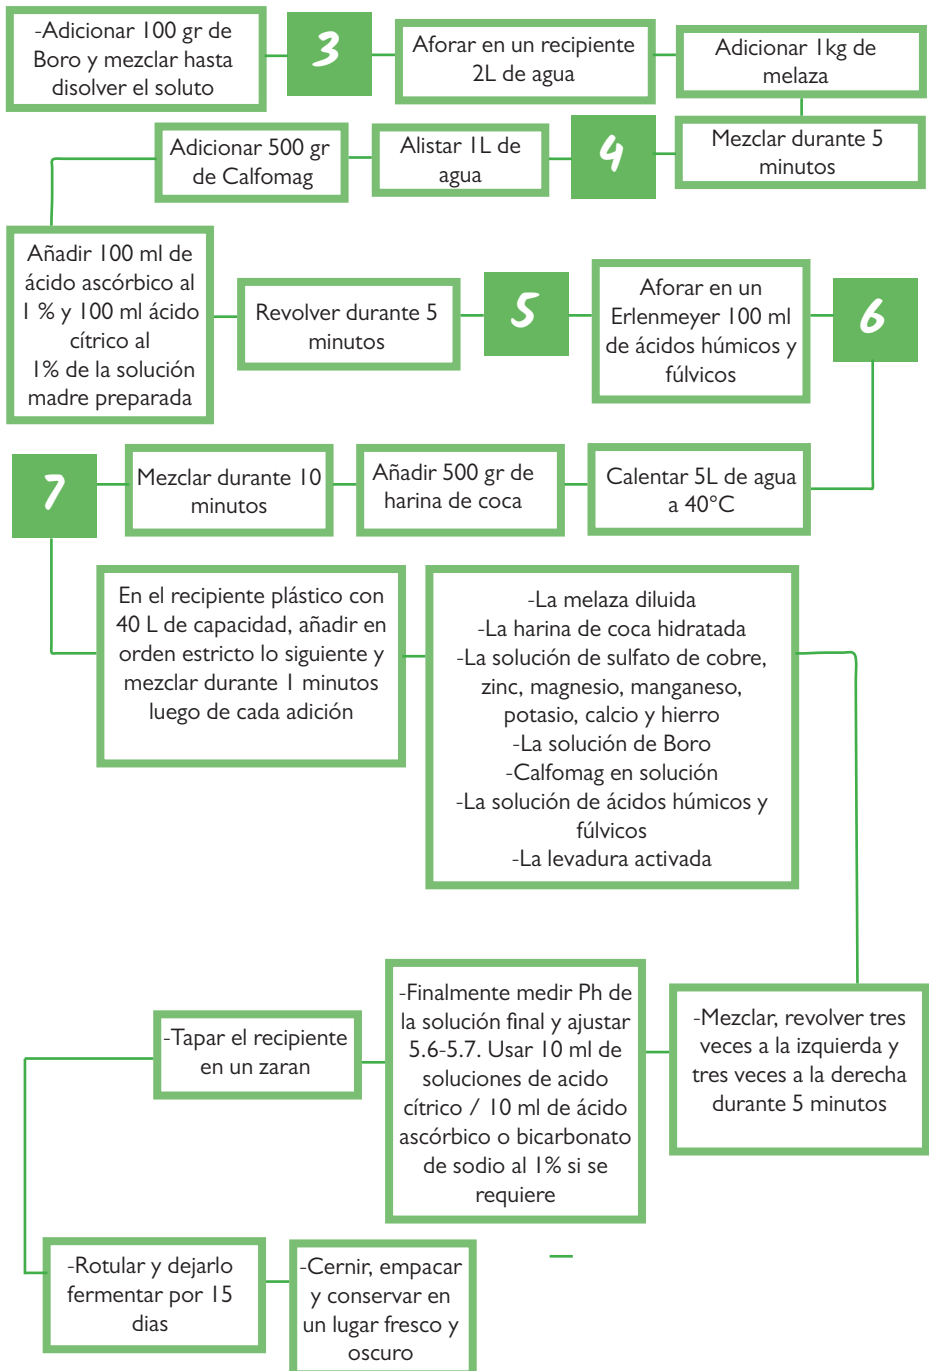 -Adicionar 100 gr de
Boro y mezclar hasta
disolver el soluto
3
Aforar en un recipiente
2L de agua
Adicionar 1kg de
melaza
Mezclar durante 5
minutos
4
Alistar 1L de
agua
Adicionar 500 gr
de Calfomag
Añadir 100 ml de
ácido ascórbico al
1 % y 100 ml ácido
cítrico al
1% de la solución
madre preparada
Revolver durante 5
minutos
5
Aforar en un
Erlenmeyer 100 ml
de ácidos húmicos y
fúlvicos
6
Calentar 5L de agua
a 40°C
Añadir 500 gr de
harina de coca
Mezclar durante 10
minutos
7
En el recipiente plástico con
40 L de capacidad, añadir en
orden estricto lo siguiente y
mezclar durante 1 minutos
luego de cada adición
-La melaza diluida
-La harina de coca hidratada
-La solución de sulfato de cobre,
zinc, magnesio, manganeso,
potasio, calcio y hierro
-La solución de Boro
-Calfomag en solución
-La solución de ácidos húmicos y
fúlvicos
-La levadura activada
-Mezclar, revolver tres
veces a la izquierda y
tres veces a la derecha
durante 5 minutos
-Finalmente medir Ph de
la solución final y ajustar
5.6-5.7. Usar 10 ml de
soluciones de acido
cítrico / 10 ml de ácido
ascórbico o bicarbonato
de sodio al 1% si se
requiere
-Tapar el recipiente
en un zaran
-Rotular y dejarlo
fermentar por 15
dias
-Cernir, empacar
y conservar en
un lugar fresco y
oscuro